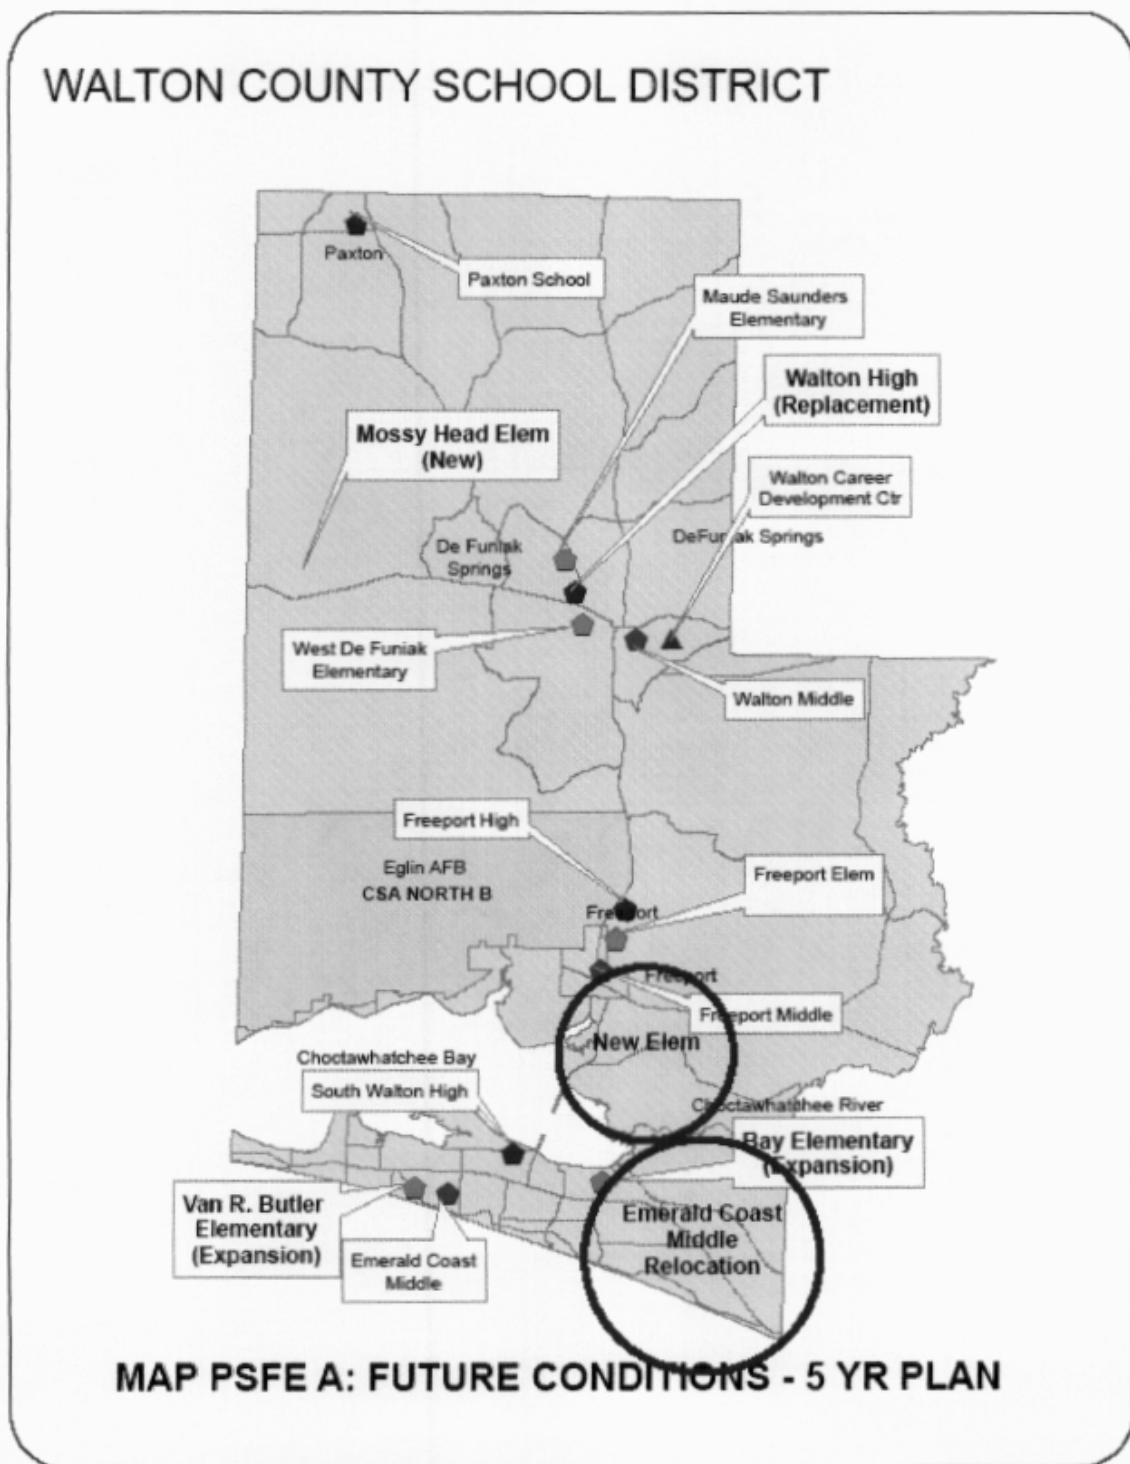 WALTON COUNTY SCHOOL DISTRICT
Paxton
Paxton School
Maude Saunders
Elementary
Walton High
(Replacement)
Mossy Head Elem
(New)
Walton Career
Development Ctr
De Funiak
Springs
DeFuniak Springs
West De Funiak
Elementary
Walton Middle
Freeport High
Eglin AFB
CSA NORTH B
Freeport Elem
Freeport
Freeport
Freeport Middle
New Elem
Choctawhatchee Bay
South Walton High
Choctawhatchee River
Bay Elementary
(Expansion)
Van R. Butler
Elementary
(Expansion)
Emerald Coast
Middle
Emerald Coast
Middle
Relocation
MAP PSFE A: FUTURE CONDITIONS - 5 YR PLAN